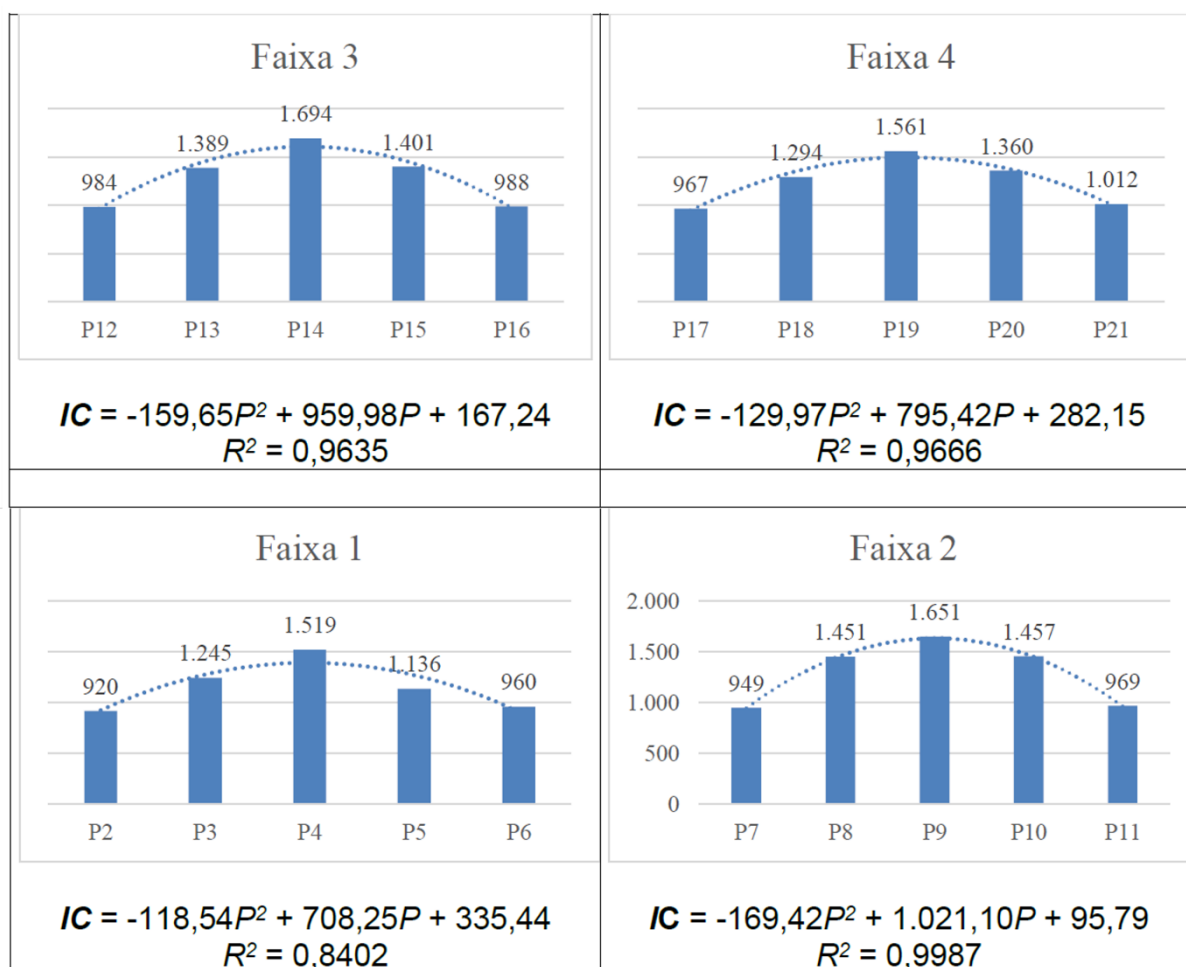 Faixa 3
1.694
1.389
1.401
984
988
P12 P13 P14 P15 P16
IC = -159,65P² + 959,98P + 167,24
R² = 0,9635
Faixa 4
1.561
1.294
1.360
967
1.012
P17 P18 P19 P20 P21
IC = -129,97P² + 795,42P + 282,15
R² = 0,9666
Faixa 1
1.519
1.245
1.136
920
960
P2 P3 P4 P5 P6
IC = -118,54P² + 708,25P + 335,44
R² = 0,8402
Faixa 2
2.000
1.651
1.451
1.457
1.500
949
969
1.000
500
0
P7 P8 P9 P10 P11
IC = -169,42P² + 1.021,10P + 95,79
R² = 0,9987